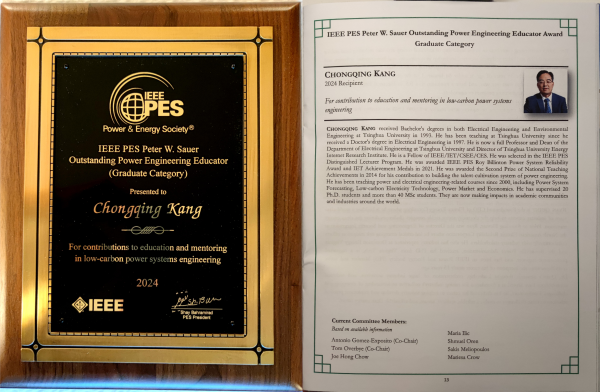 IEEE
PES
Power & Energy Society®
IEEE PES Peter W. Sauer
Outstanding Power Engineering Educator
(Graduate Category)
Presented to
Chongqing Kang
For contributions to education and mentoring
in low-carbon power systems engineering
2024
IEEE
Shay Bahramirad
PES President
IEEE PES Peter W. Sauer Outstanding Power Engineering Educator Award
Graduate Category
CHONGQING KANG
2024 Recipient
For contribution to education and mentoring in low-carbon power systems
engineering
CHONGQING KANG received Bachelor's degrees in both Electrical Engineering and Environmental
Engineering at Tsinghua University in 1993. He has been teaching at Tsinghua University since he
received a Doctor's degree in Electrical Engineering in 1997. He is now a full Professor and Dean of the
Department of Electrical Engineering at Tsinghua University and Director of Tsinghua University Energy
Internet Research Institute. He is a Fellow of IEEE/IET/CSEE/CES. He was selected in the IEEE PES
Distinguished Lecturer Program. He was awarded IEEE PES Roy Billinton Power System Reliability
Award and IET Achievement Medals in 2021. He was awarded the Second Prize of National Teaching
Achievements in 2014 for his contribution to building the talent cultivation system of power engineering.
He has been teaching power and electrical engineering-related courses since 2000, including Power System
Forecasting, Low-carbon Electricity Technology, Power Market and Economics. He has supervised 20
Ph.D. students and more than 40 MSc students. They are now making impacts in academic communities
and industries around the world.
Current Committee Members:
Based on available information
Antonio Gomez-Exposito (Co-Chair)
Tom Overbye (Co-Chair)
Joe Hong Chow
Maria Ilic
Shmuel Oren
Sakis Meliopoulos
Mariesa Crow